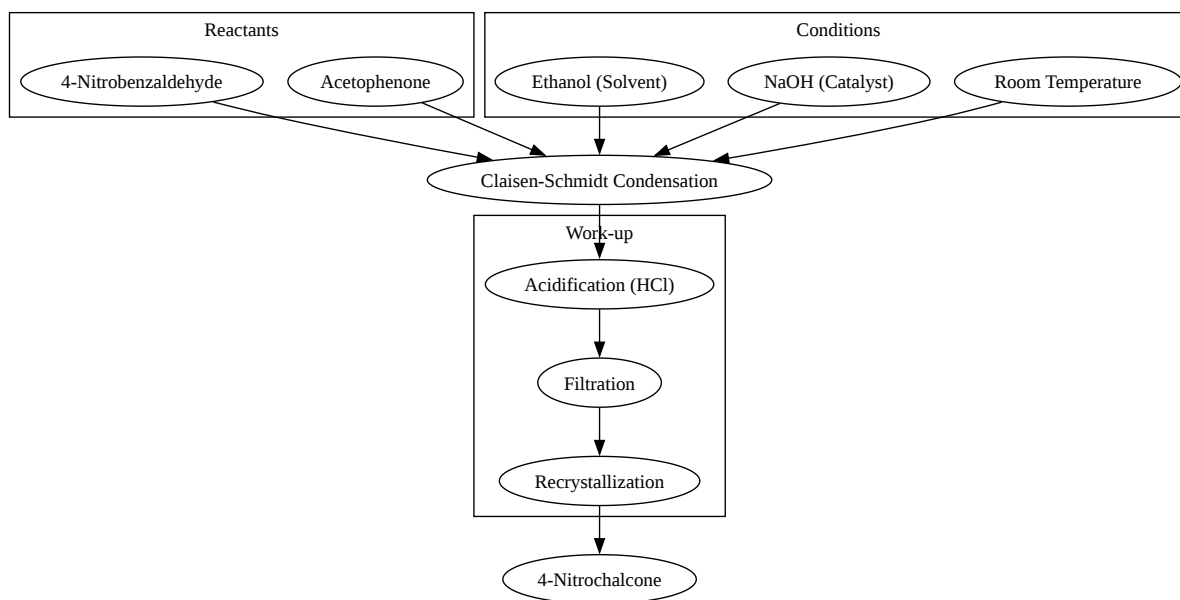 Reactants
Conditions
4-Nitrobenzaldehyde
Acetophenone
Ethanol (Solvent)
NaOH (Catalyst)
Room Temperature
Claisen-Schmidt Condensation
Work-up
Acidification (HCl)
Filtration
Recrystallization
4-Nitrochalcone